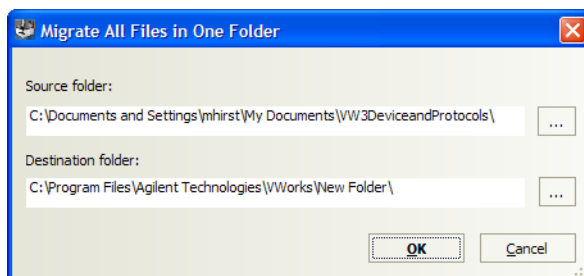 Migrate All Files in One Folder
Source folder:
C:\Documents and Settings\mhirst\My Documents\VW3DeviceandProtocols\
...
Destination folder:
C:\Program Files\Agilent Technologies\VWorks\New Folder\
...
OK
Cancel